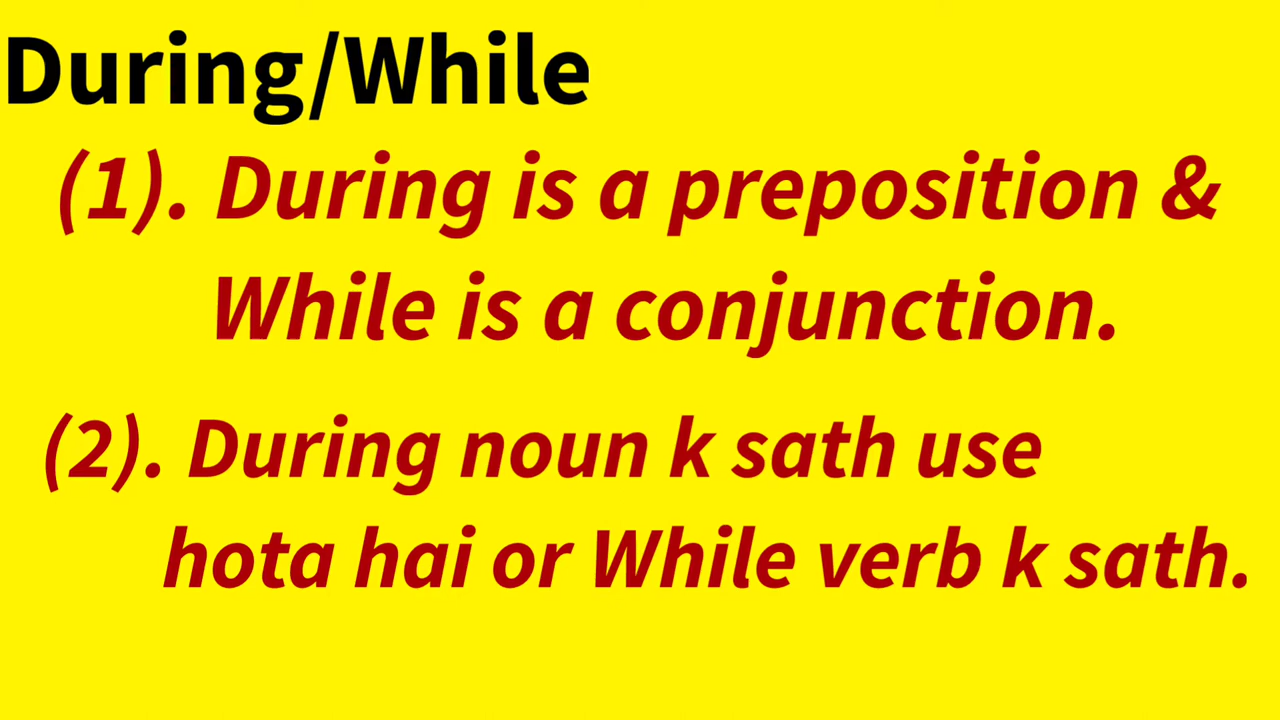 During/While
(1). During is a preposition &
While is a conjunction.
(2). During noun k sath use
hota hai or While verb k sath.